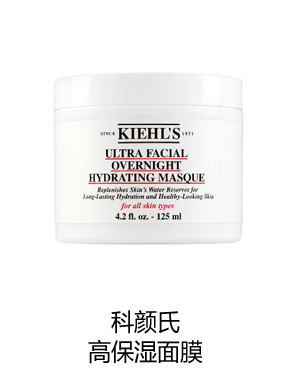 SINCE KIEHL'S 1851
ULTRA FACIAL
OVERNIGHT
HYDRATING MASQUE
Replenishes Skin's Water Reserves for
Long-Lasting Hydration and Healthy-Looking Skin
for all skin types
4.2 fl. oz. - 125 ml
科颜氏
高保湿面膜